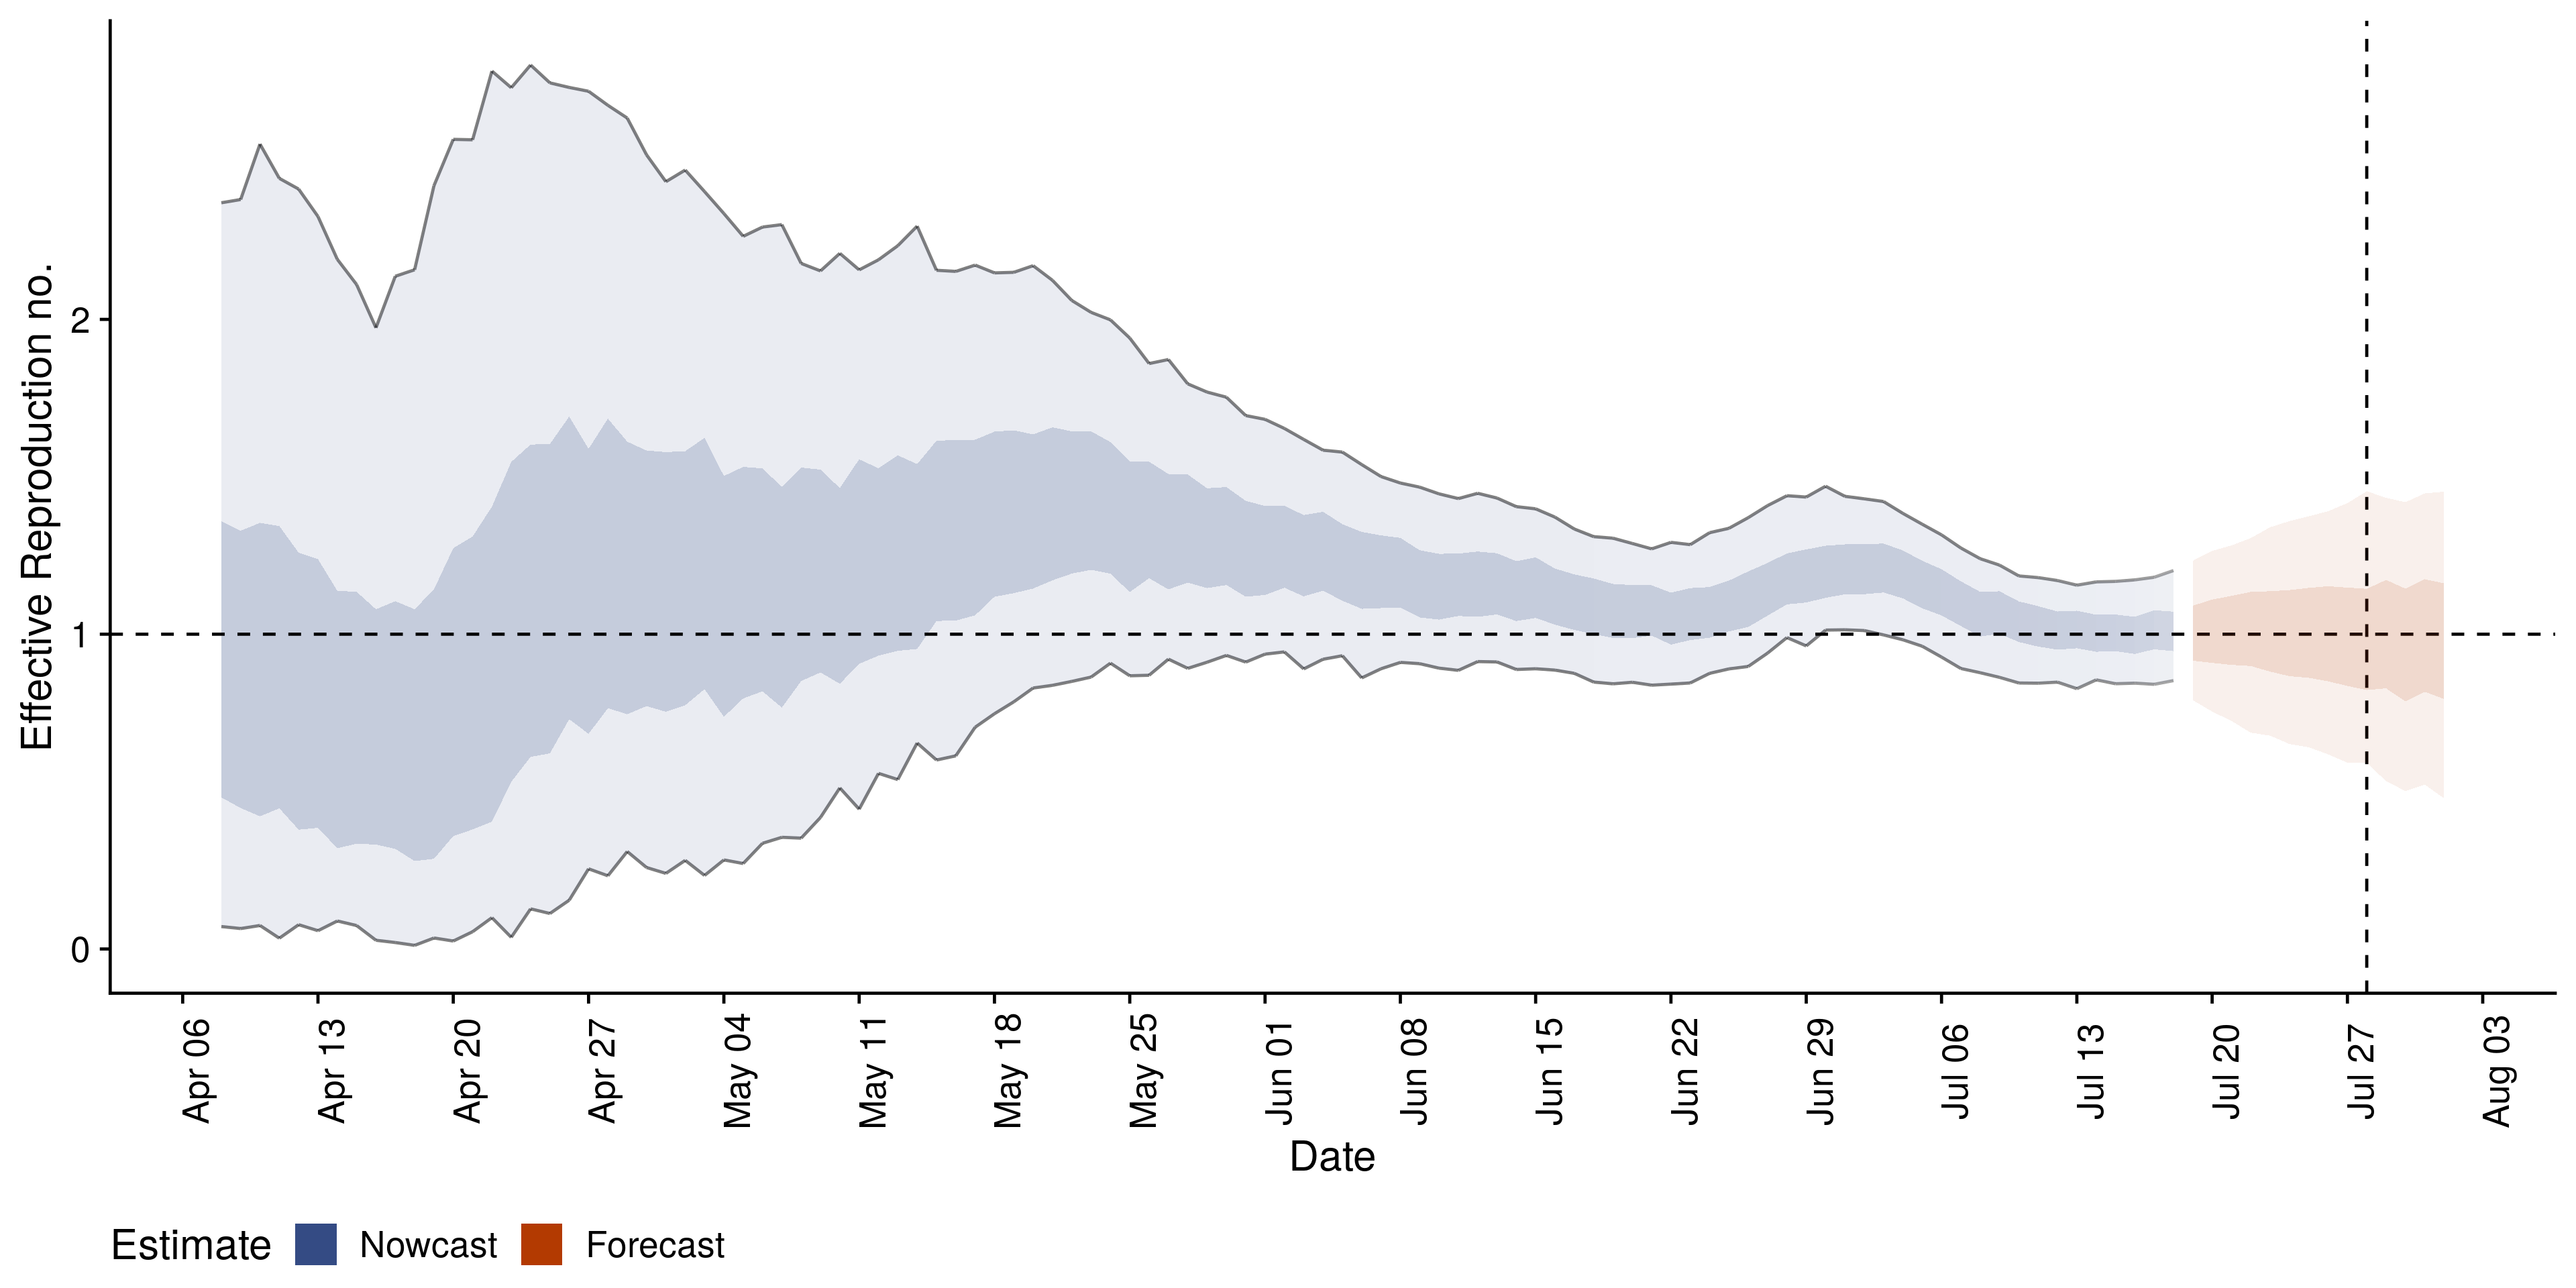 Effective Reproduction no.
2
1
0
Apr 06
Apr 13
Apr 20
Apr 27
May 04
May 11
May 18
May 25
Jun 01
Jun 08
Jun 15
Jun 22
Jun 29
Jul 06
Jul 13
Jul 20
Jul 27
Aug 03
Date
Estimate Nowcast Forecast